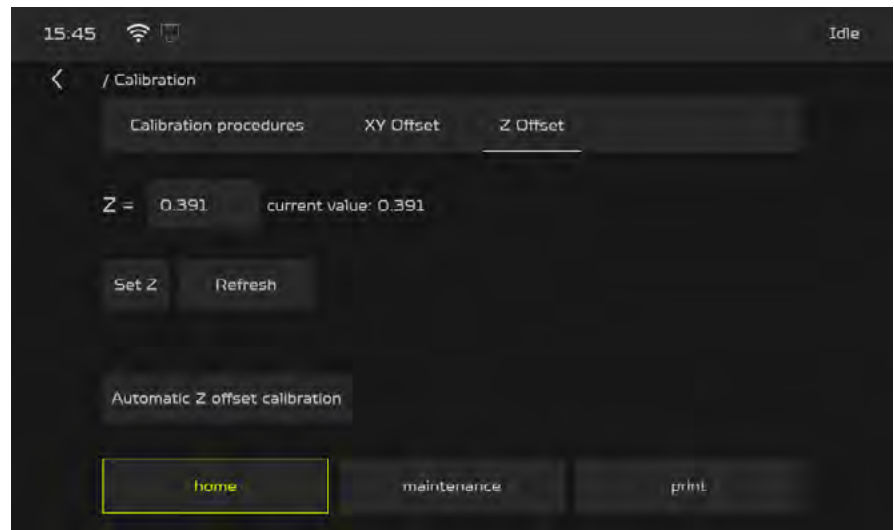 15:45 Idle
/ Calibration
Calibration procedures XY Offset Z Offset
Z = 0.391 current value: 0.391
Set Z Refresh
Automatic Z offset calibration
home maintenance print